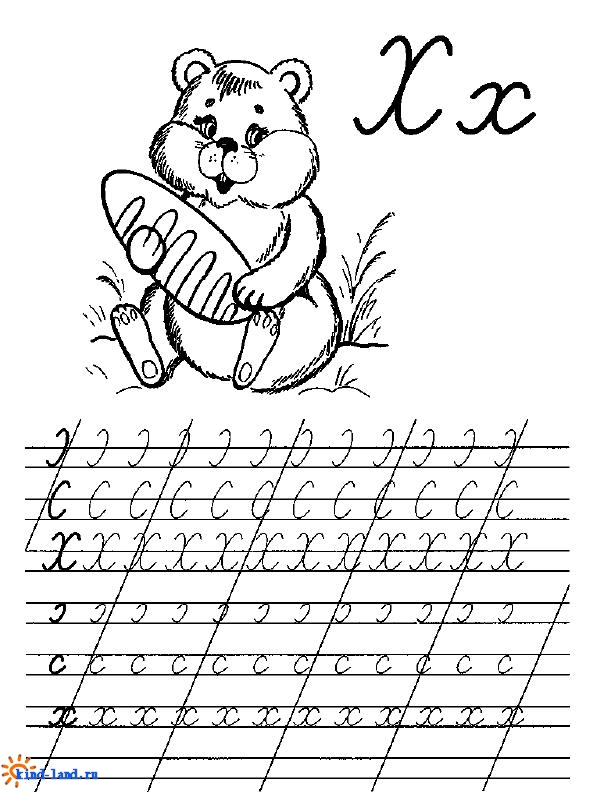 Х х
Ɔ Ɔ Ɔ Ɔ Ɔ Ɔ Ɔ Ɔ Ɔ Ɔ Ɔ Ɔ
С С С С С С С С С С С С
Х Х Х Х Х Х Х Х Х Х Х Х
ɔ ɔ ɔ ɔ ɔ ɔ ɔ ɔ ɔ ɔ ɔ ɔ
с с с с с с с с с с с с
х х х х х х х х х х х х
kind-land.ru